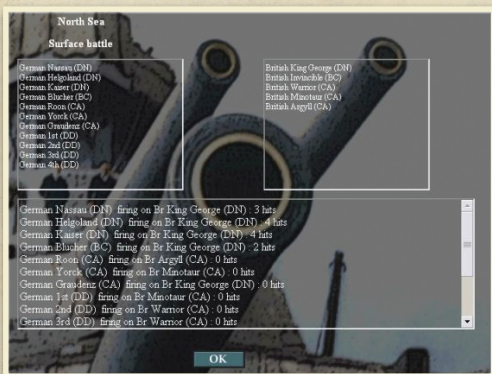 North Sea
Surface battle
German Nassau (DN)
German Helgoland (DN)
German Kaiser (DN)
German Blucher (BC)
German Roon (CA)
German Yorck (CA)
German Graudenz (CA)
German 1st (DD)
German 2nd (DD)
German 3rd (DD)
German 4th (DD)
British King George (DN)
British Invincible (BC)
British Warrior (CA)
British Minotaur (CA)
British Argyll (CA)
German Nassau (DN) firing on Br King George (DN) : 3 hits
German Helgoland (DN) firing on Br King George (DN) : 4 hits
German Kaiser (DN) firing on Br King George (DN) : 4 hits
German Blucher (BC) firing on Br King George (DN) : 2 hits
German Roon (CA) firing on Br Argyll (CA) : 0 hits
German Yorck (CA) firing on Br Minotaur (CA) : 0 hits
German Graudenz (CA) firing on Br King George (DN) : 0 hits
German 1st (DD) firing on Br Minotaur (CA) : 0 hits
German 2nd (DD) firing on Br Warrior (CA) : 0 hits
German 3rd (DD) firing on Br Warrior (CA) : 0 hits
OK